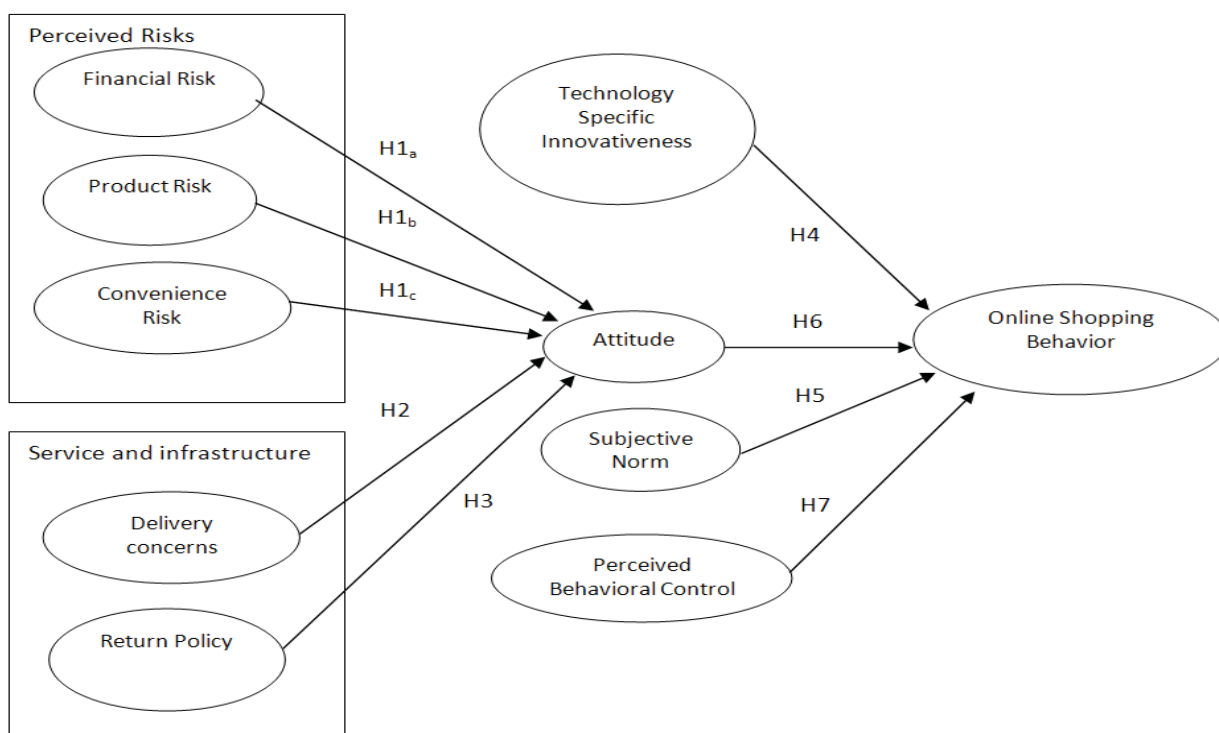 Perceived Risks
Financial Risk
Product Risk
Convenience
Risk
H1a
H1b
H1c
Service and infrastructure
Delivery
concerns
Return Policy
H2
H3
Technology
Specific
Innovativeness
Attitude
Subjective
Norm
Perceived
Behavioral Control
H4
H6
H5
H7
Online Shopping
Behavior